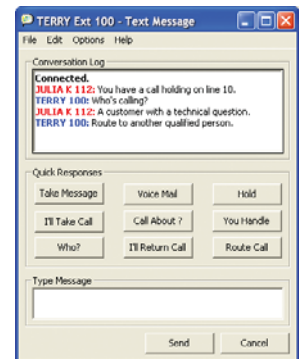 TERRY Ext 100 - Text Message
File Edit Options Help
Conversation Log
Connected.
JULIA K 112: You have a call holding on line 10.
TERRY 100: Who's calling?
JULIA K 112: A customer with a technical question.
TERRY 100: Route to another qualified person.
Quick Responses
Take Message Voice Mail Hold
I'll Take Call Call About ? You Handle
Who? I'll Return Call Route Call
Type Message
Send Cancel